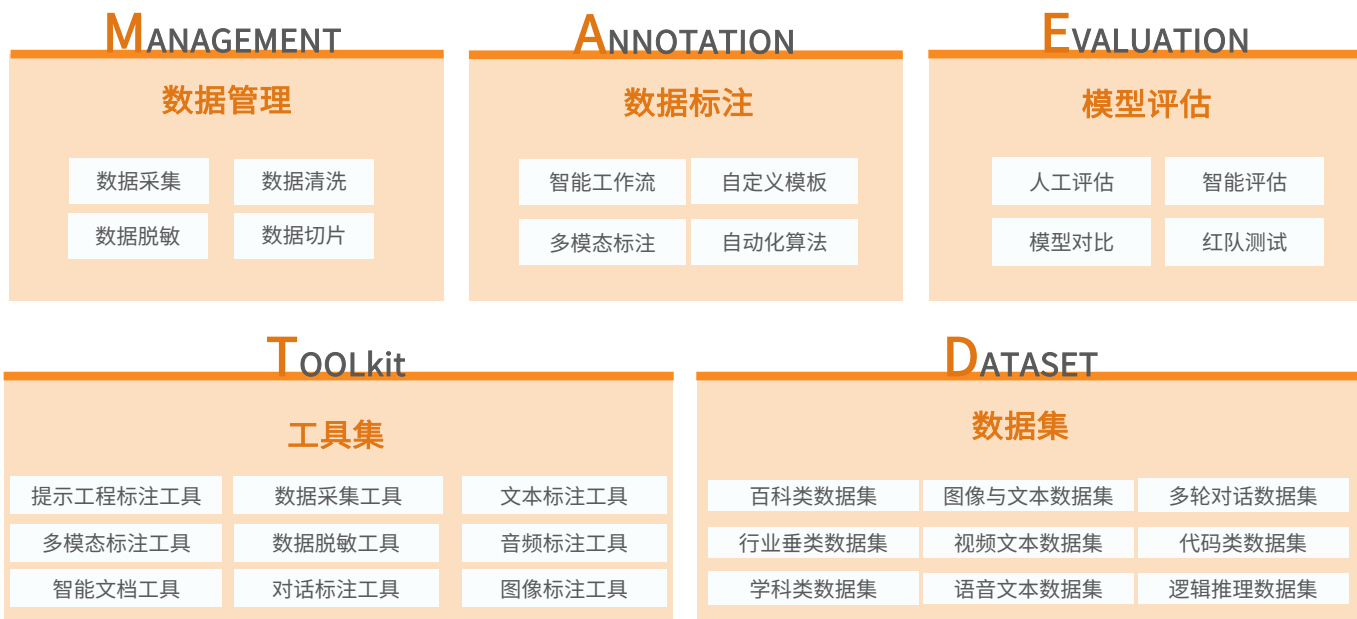 MANAGEMENT
数据管理
数据采集 数据清洗
数据脱敏 数据切片
ANNOTATION
数据标注
智能工作流 自定义模板
多模态标注 自动化算法
EVALUATION
模型评估
人工评估 智能评估
模型对比 红队测试
TOOLkit
工具集
提示工程标注工具 数据采集工具 文本标注工具
多模态标注工具 数据脱敏工具 音频标注工具
智能文档工具 对话标注工具 图像标注工具
DATASET
数据集
百科类数据集 图像与文本数据集 多轮对话数据集
行业垂类数据集 视频文本数据集 代码类数据集
学科类数据集 语音文本数据集 逻辑推理数据集